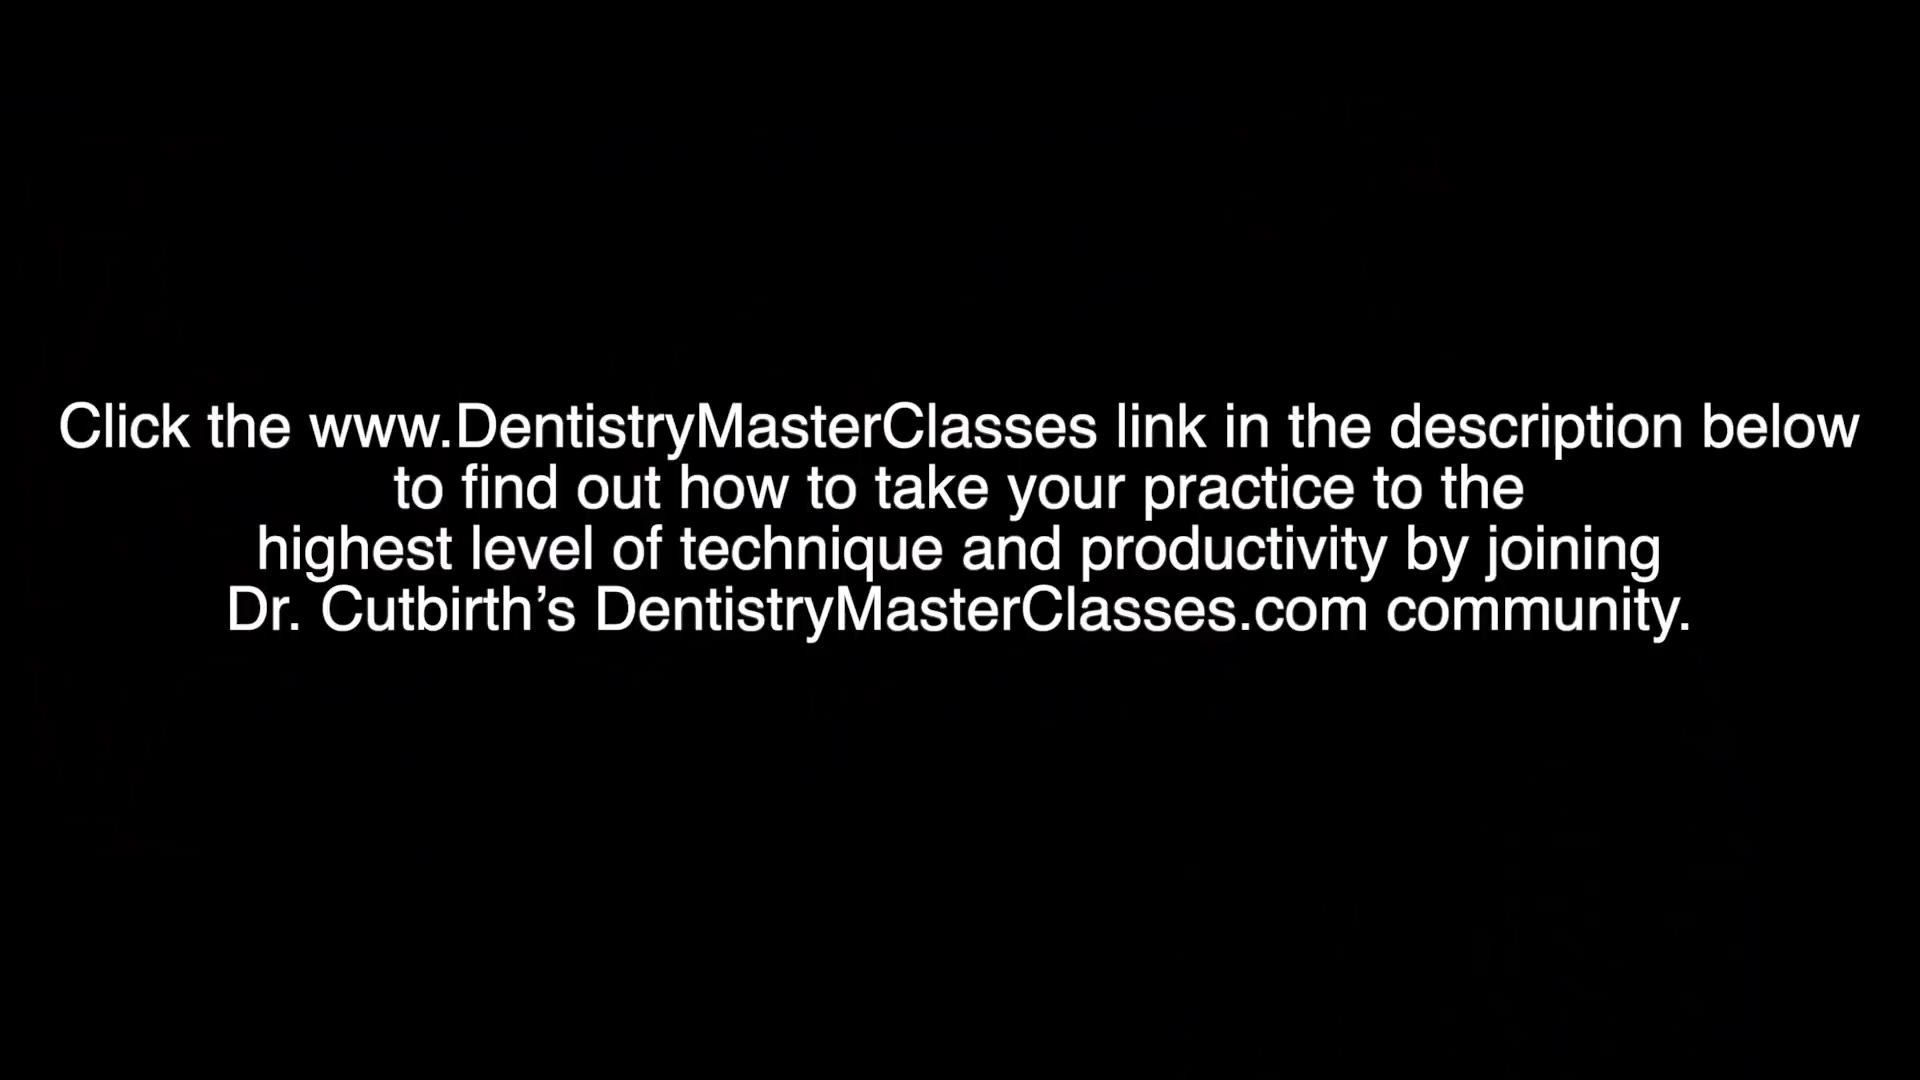 Click the www.DentistryMasterClasses link in the description below
to find out how to take your practice to the
highest level of technique and productivity by joining
Dr. Cutbirth’s DentistryMasterClasses.com community.